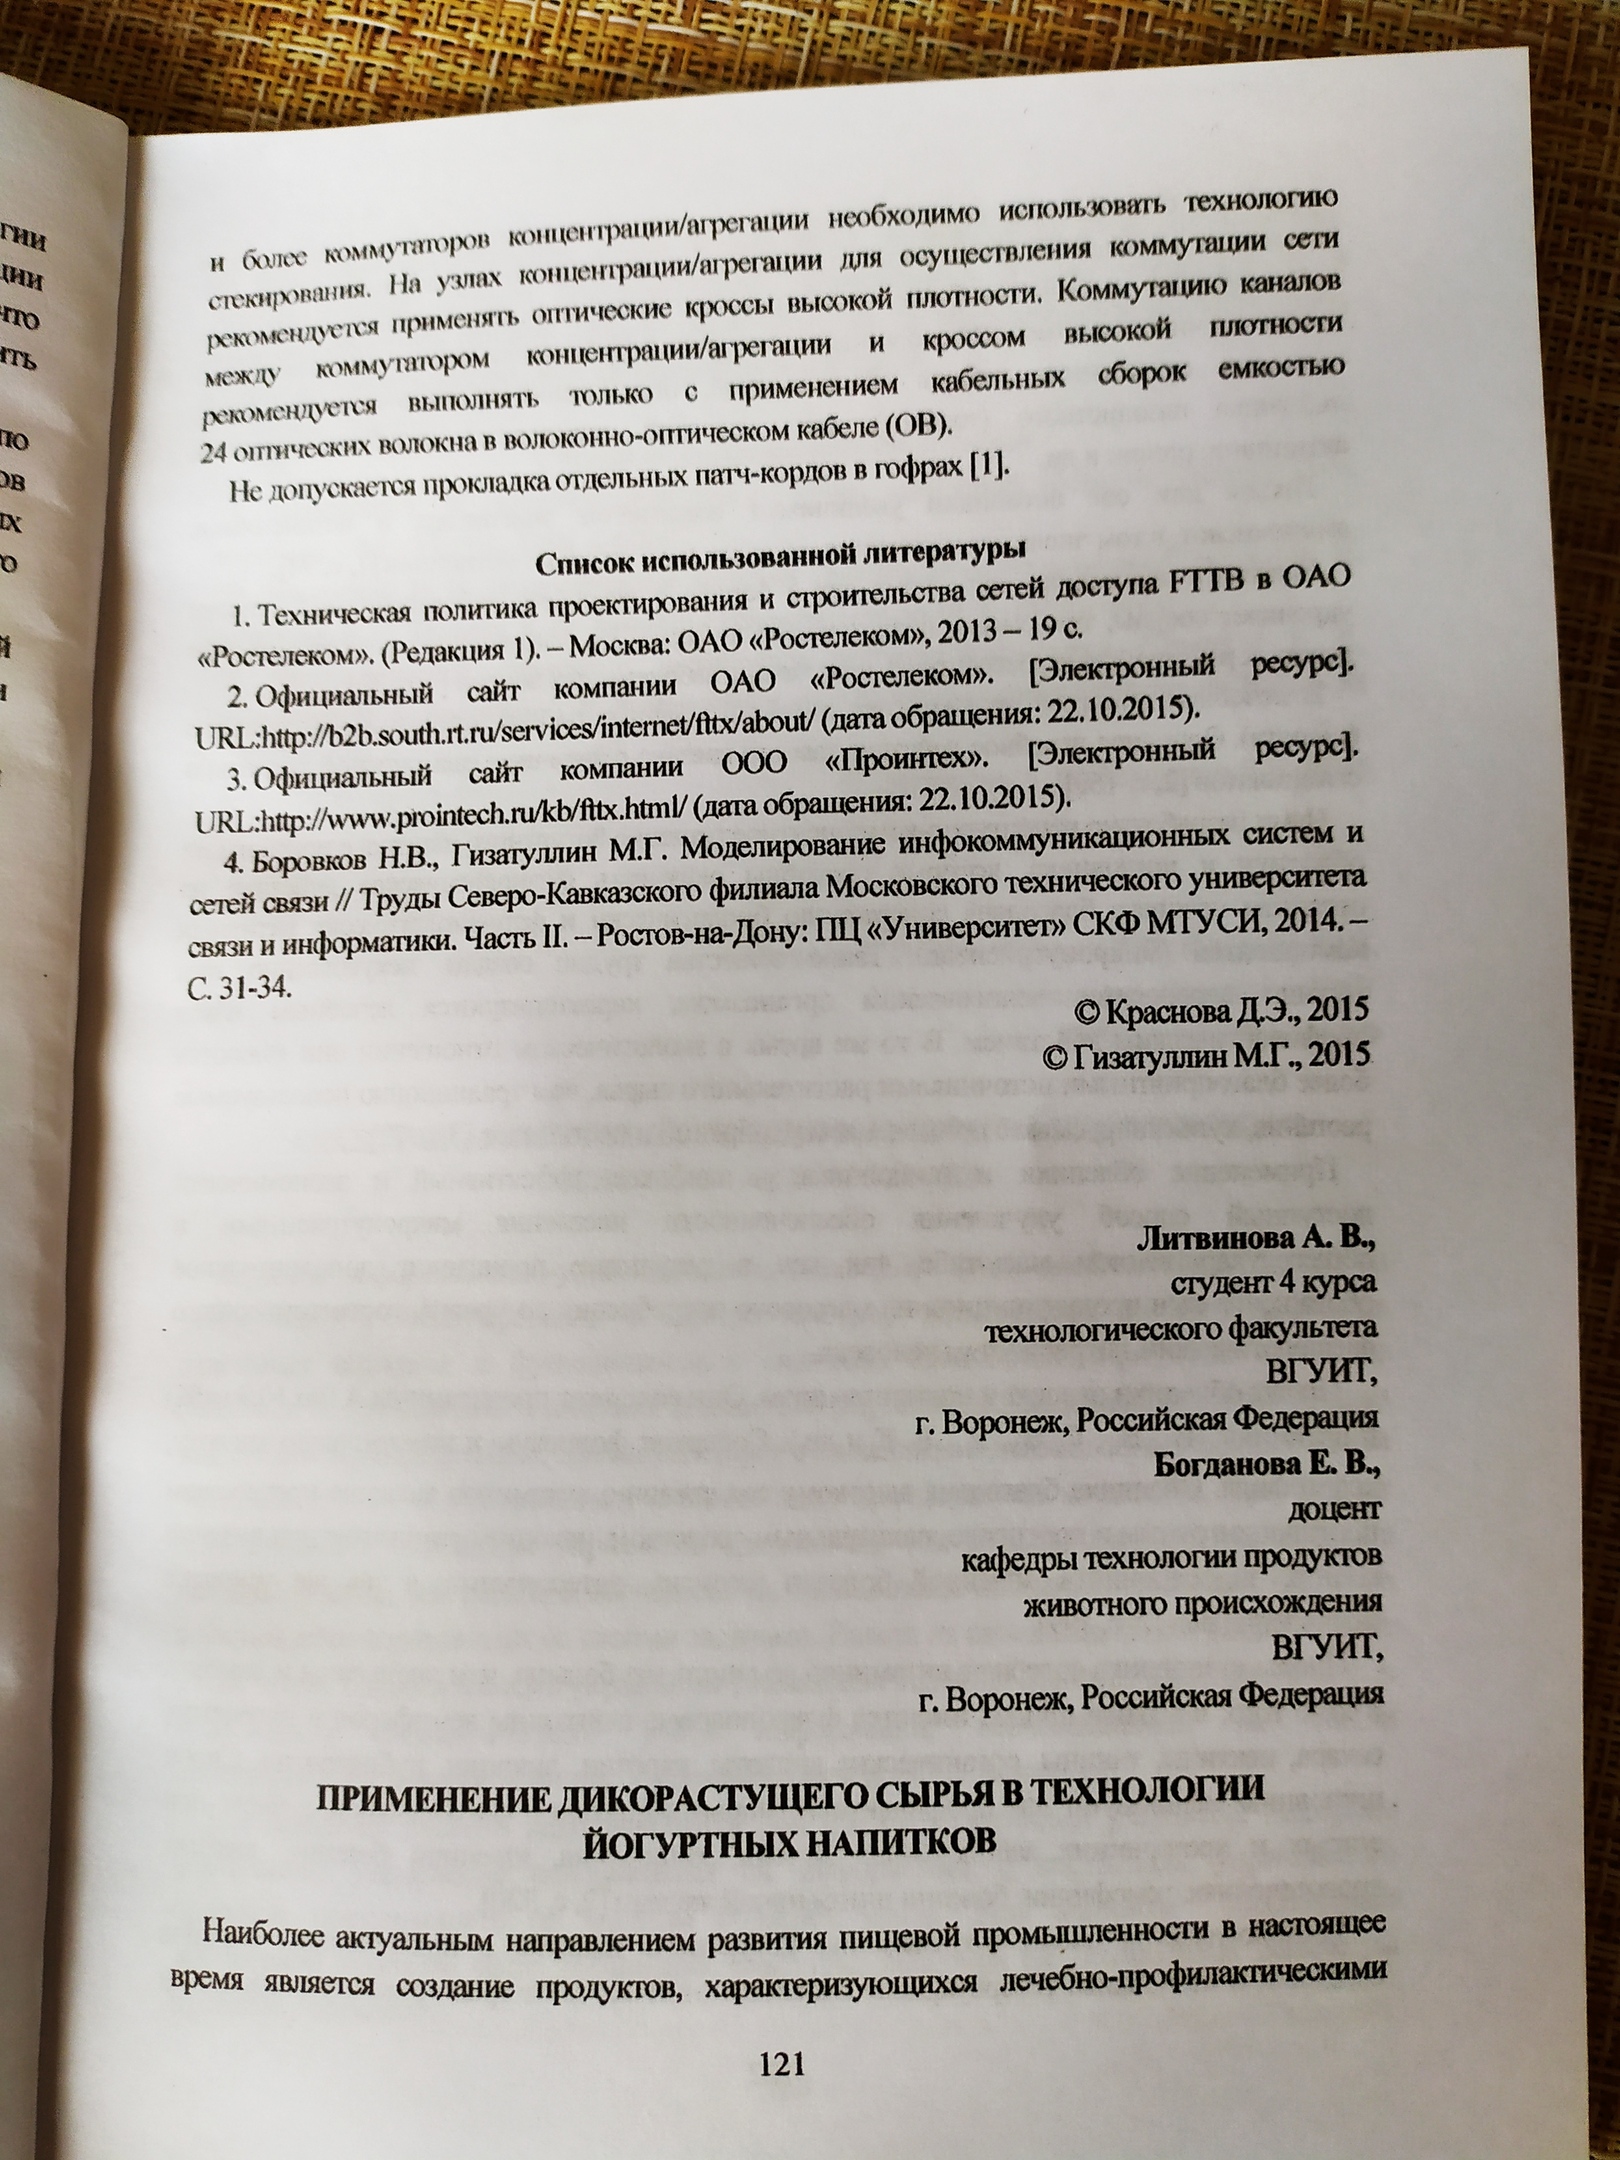 гии
ции
что
ить
по
ов
ых
го
й
и
и более коммутаторов концентрации/агрегации необходимо использовать технологию
стекирования. На узлах концентрации/агрегации для осуществления коммутации сети
рекомендуется применять оптические кроссы высокой плотности. Коммутацию каналов
между коммутатором концентрации/агрегации и кроссом высокой плотности
рекомендуется выполнять только с применением кабельных сборок емкостью
24 оптических волокна в волоконно-оптическом кабеле (ОВ).
Не допускается прокладка отдельных патч-кордов в гофрах [1].
Список использованной литературы
1. Техническая политика проектирования и строительства сетей доступа FTTB в ОАО
«Ростелеком». (Редакция 1). – Москва: ОАО «Ростелеком», 2013 – 19 с.
2. Официальный сайт компании ОАО «Ростелеком». [Электронный ресурс].
URL:http://b2b.south.rt.ru/services/internet/fttx/about/ (дата обращения: 22.10.2015).
3. Официальный сайт компании ООО «Проинтех». [Электронный ресурс].
URL:http://www.prointech.ru/kb/fttx.html/ (дата обращения: 22.10.2015).
4. Боровков Н.В., Гизатуллин М.Г. Моделирование инфокоммуникационных систем и
сетей связи // Труды Северо-Кавказского филиала Московского технического университета
связи и информатики. Часть II. – Ростов-на-Дону: ПЦ «Университет» СКФ МТУСИ, 2014. –
С. 31-34.
© Краснова Д.Э., 2015
© Гизатуллин М.Г., 2015
Литвинова А. В.,
студент 4 курса
технологического факультета
ВГУИТ,
г. Воронеж, Российская Федерация
Богданова Е. В.,
доцент
кафедры технологии продуктов
животного происхождения
ВГУИТ,
г. Воронеж, Российская Федерация
ПРИМЕНЕНИЕ ДИКОРАСТУЩЕГО СЫРЬЯ В ТЕХНОЛОГИИ
ЙОГУРТНЫХ НАПИТКОВ
Наиболее актуальным направлением развития пищевой промышленности в настоящее
время является создание продуктов, характеризующихся лечебно-профилактическими
121